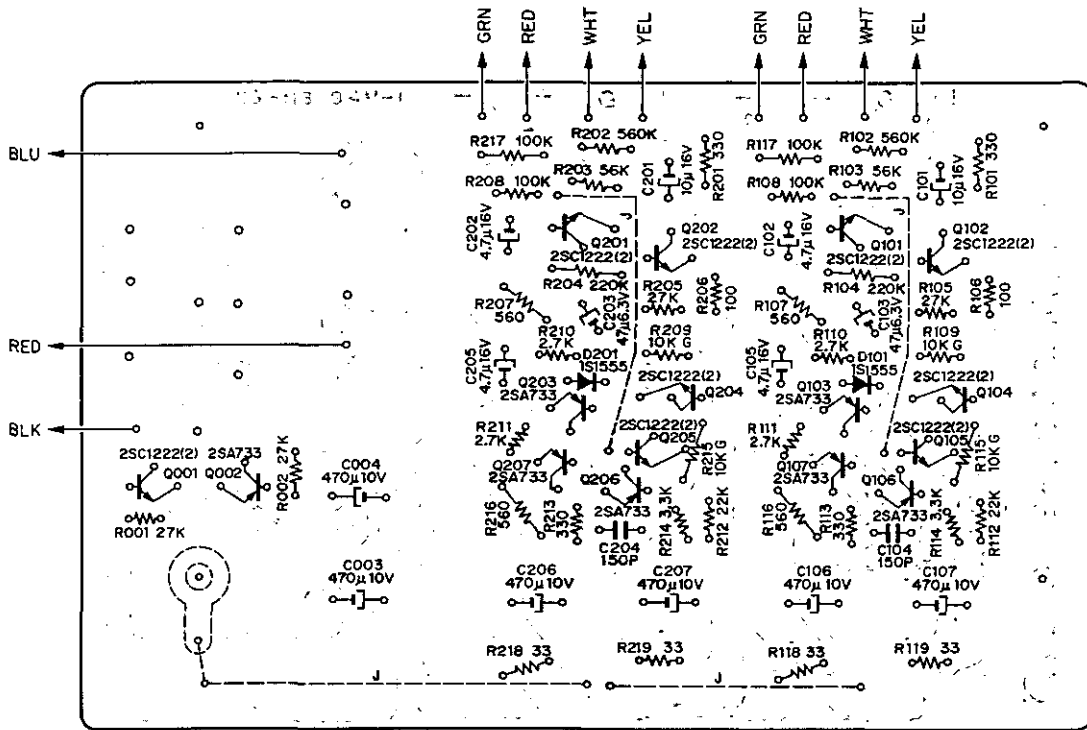 GRN RED WHT YEL GRN RED WHT YEL
BLU
RED
BLK
R217 100K
R202 560K
R203 56K
R208 100K
C201
10μ16V
R201 330
R117 100K
R102 560K
R103 56K
R108 100K
C101
10μ16V
R101 330
C202
4.7μ16V
Q201
2SC1222(2)
Q202
2SC1222(2)
R204 220K
R205
27K
R206
100
R207
560
C203
47μ6.3V
R210
2.7K
R209
10K G
C102
4.7μ16V
J
Q101
2SC1222(2)
Q102
2SC1222(2)
R104 220K
R105
27K
R106
100
R107
560
C103
47μ6.3V
R110
2.7K
R109
10K G
C205
4.7μ16V
D201
1S1555
Q203
2SA733
2SC1222(2)
Q204
R211
2.7K
2SC1222(2)
Q205
R215
10K G
Q207
2SA733
Q206
2SA733
R216
560
R213
330
C204
150P
R214 3.3K
R212 22K
C105
4.7μ16V
D101
1S1555
Q103
2SA733
2SC1222(2)
Q104
R111
2.7K
2SC1222(2)
Q105
R115
10K G
Q107
2SA733
Q106
2SA733
R116
560
R113
330
C104
150P
R114 3.3K
R112 22K
2SC1222(2)
Q001
2SA733
Q002
R002 27K
R001 27K
C004
470μ10V
C003
470μ10V
C206
470μ10V
C207
470μ10V
C106
470μ10V
C107
470μ10V
R218 33
R219 33
R118 33
R119 33
J
J